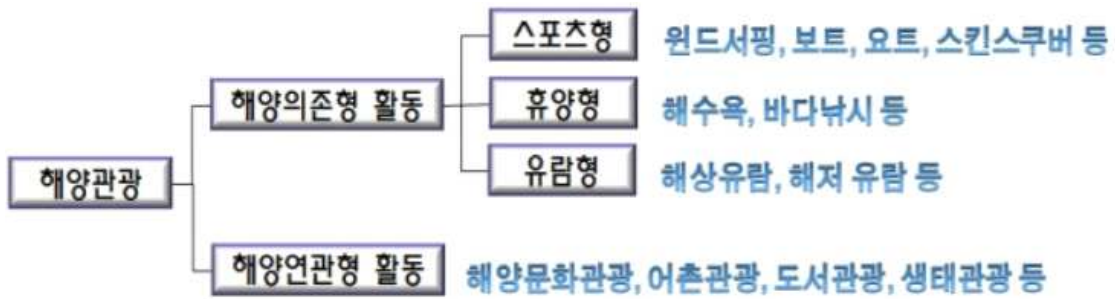 스포츠형 윈드서핑, 보트, 요트, 스킨스쿠버 등
해양의존형 활동 휴양형 해수욕, 바다낚시 등
유람형 해상유람, 해저 유람 등
해양관광
해양연관형 활동 해양문화관광, 어촌관광, 도서관광, 생태관광 등